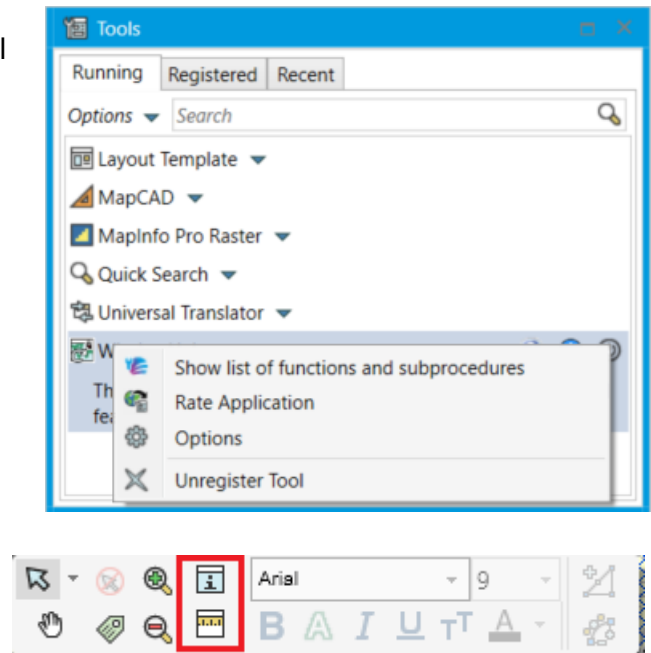 Tools
Running Registered Recent
Options Search
Layout Template
MapCAD
MapInfo Pro Raster
Quick Search
Universal Translator
Show list of functions and subprocedures
Rate Application
Options
Unregister Tool
Arial 9
B A I U TT A